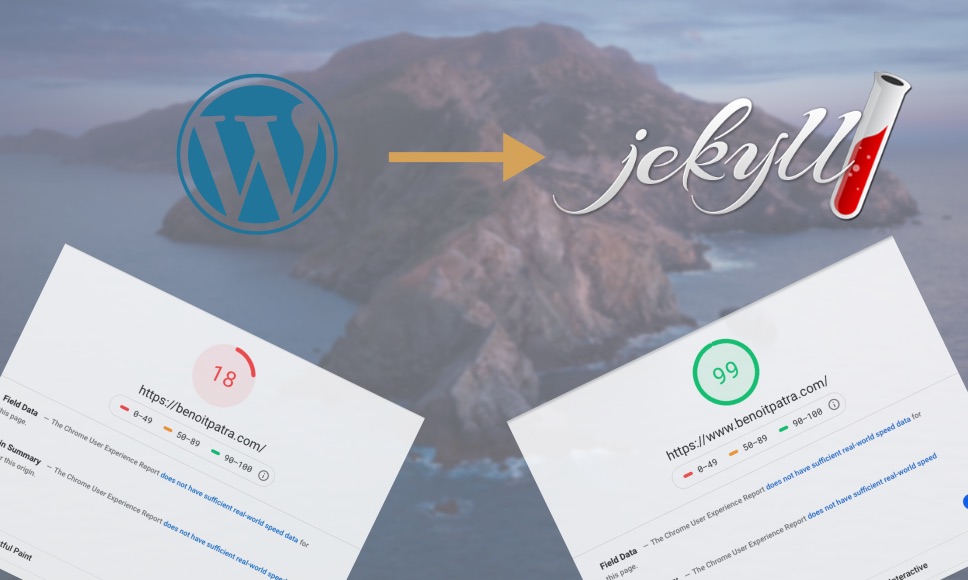 W
jekyll
18
https://benoitpatra.com/
0–49
50–89
90–100
Field Data — The Chrome User Experience Report does not have sufficient real-world speed data for
this page.
in Summary — The Chrome User Experience Report does not have sufficient real-world speed data for
this origin.
tful Paint
99
https://www.benoitpatra.com/
0–49
50–89
90–100
Field Data — The Chrome User Experience Report does not have sufficient real-world speed data for
this page.
— The Chrome User Experience Report does not have sufficient real-world speed
nteractive